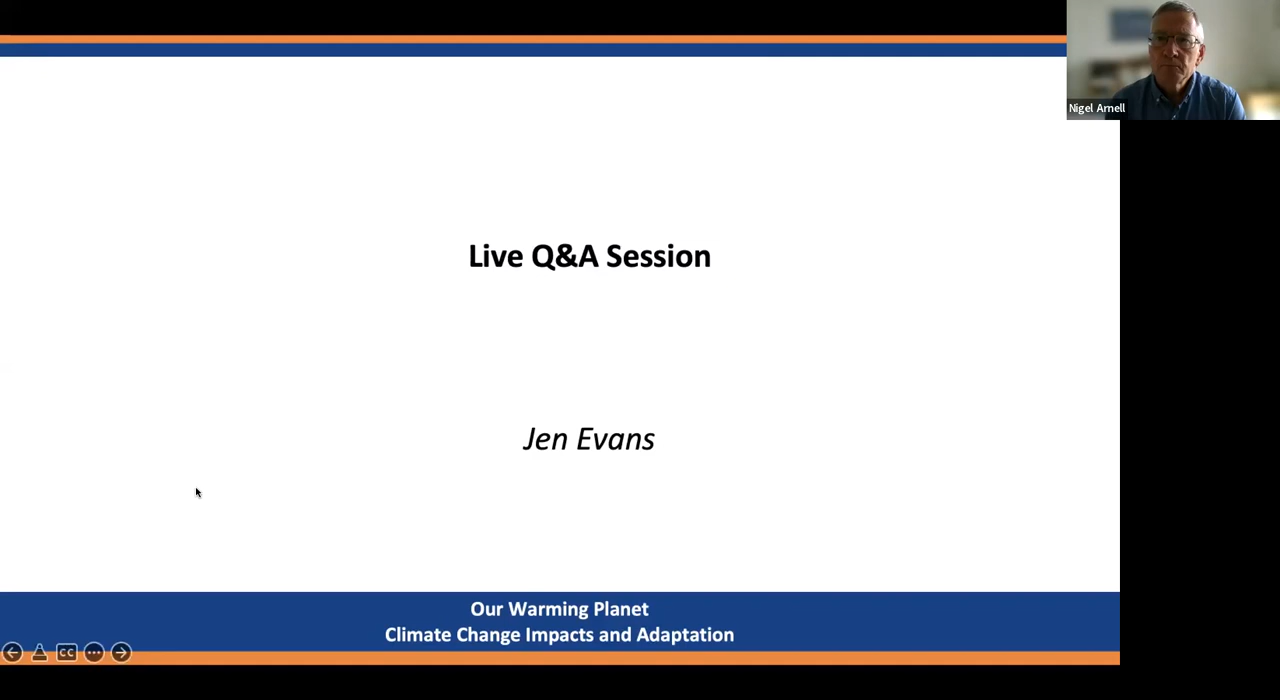 Nigel Arnell
Live Q&A Session
Jen Evans
Our Warming Planet
Climate Change Impacts and Adaptation
CC